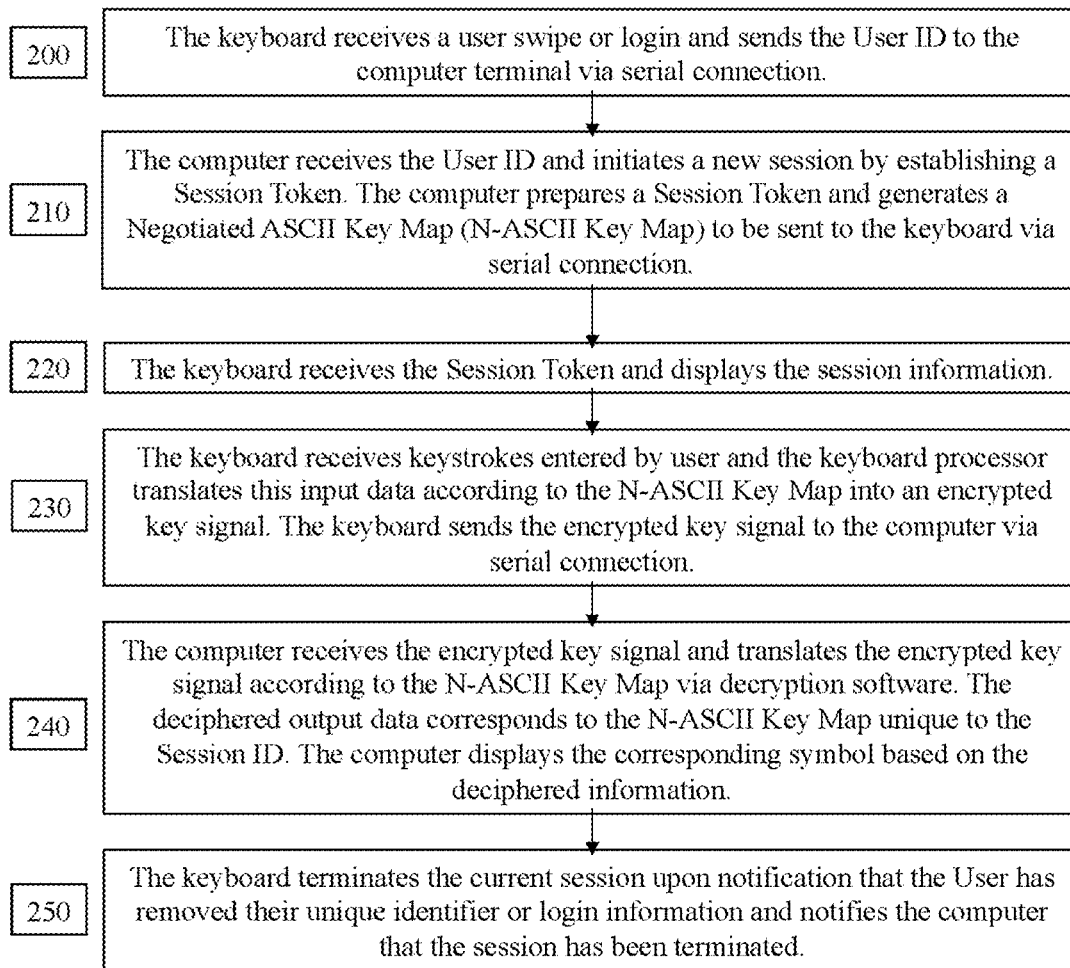 200
The keyboard receives a user swipe or login and sends the User ID to the
computer terminal via serial connection.
210
The computer receives the User ID and initiates a new session by establishing a
Session Token. The computer prepares a Session Token and generates a
Negotiated ASCII Key Map (N-ASCII Key Map) to be sent to the keyboard via
serial connection.
220
The keyboard receives the Session Token and displays the session information.
230
The keyboard receives keystrokes entered by user and the keyboard processor
translates this input data according to the N-ASCII Key Map into an encrypted
key signal. The keyboard sends the encrypted key signal to the computer via
serial connection.
240
The computer receives the encrypted key signal and translates the encrypted key
signal according to the N-ASCII Key Map via decryption software. The
deciphered output data corresponds to the N-ASCII Key Map unique to the
Session ID. The computer displays the corresponding symbol based on the
deciphered information.
250
The keyboard terminates the current session upon notification that the User has
removed their unique identifier or login information and notifies the computer
that the session has been terminated.